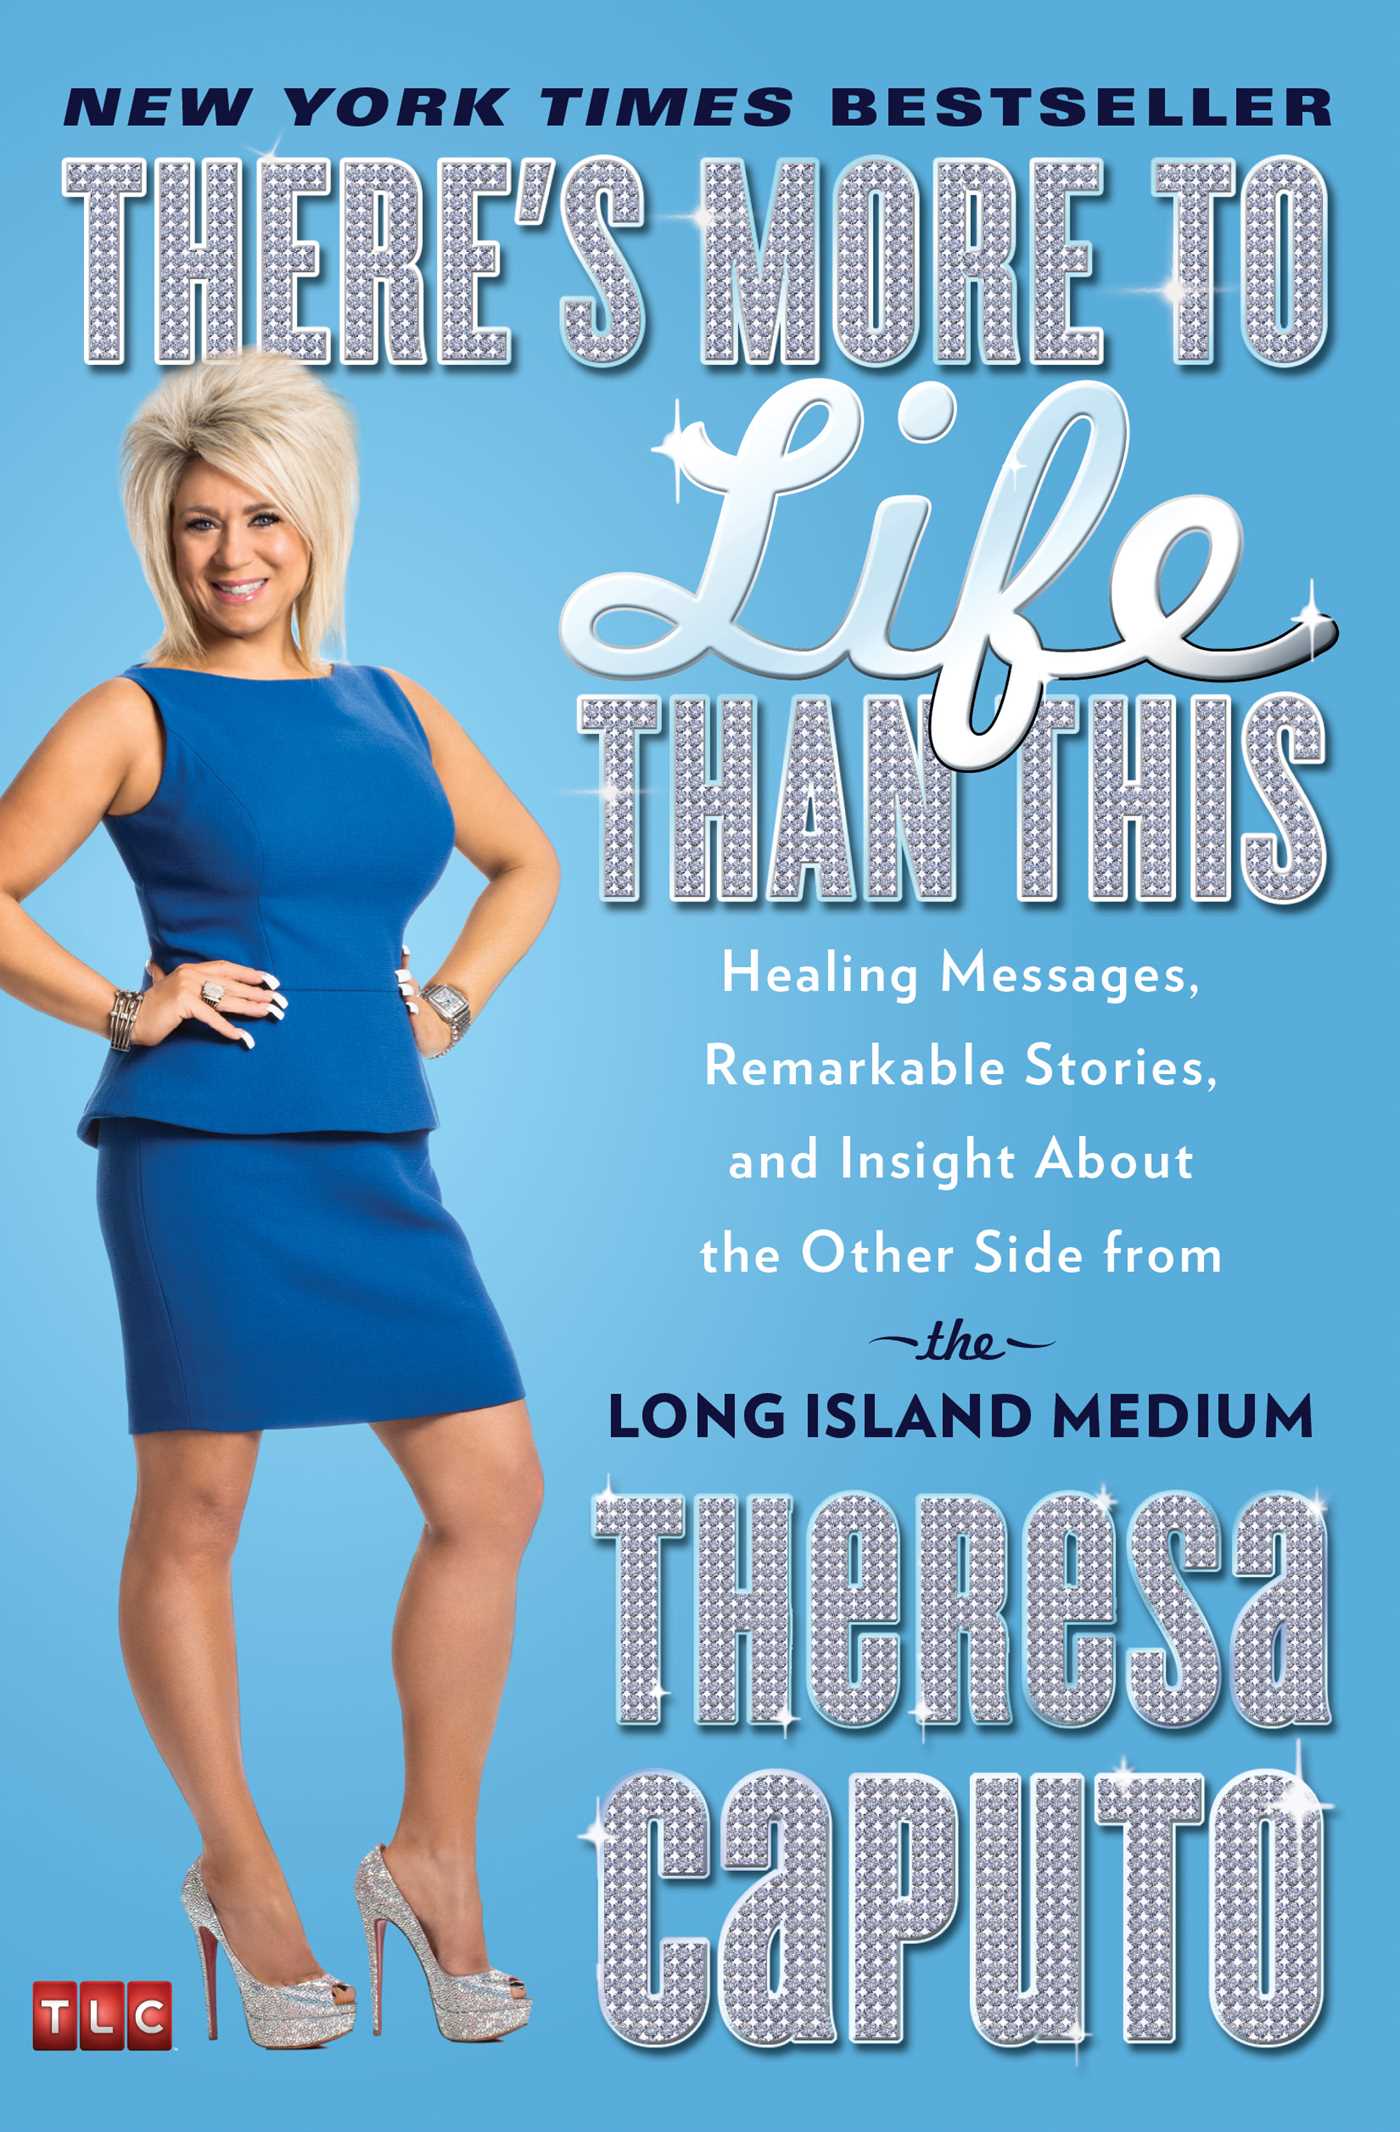 NEW YORK TIMES BESTSELLER
THERE'S MORE TO
Life
THAN THIS
Healing Messages,
Remarkable Stories,
and Insight About
the Other Side from
the
LONG ISLAND MEDIUM
THeResa
CaPUTO
TLC